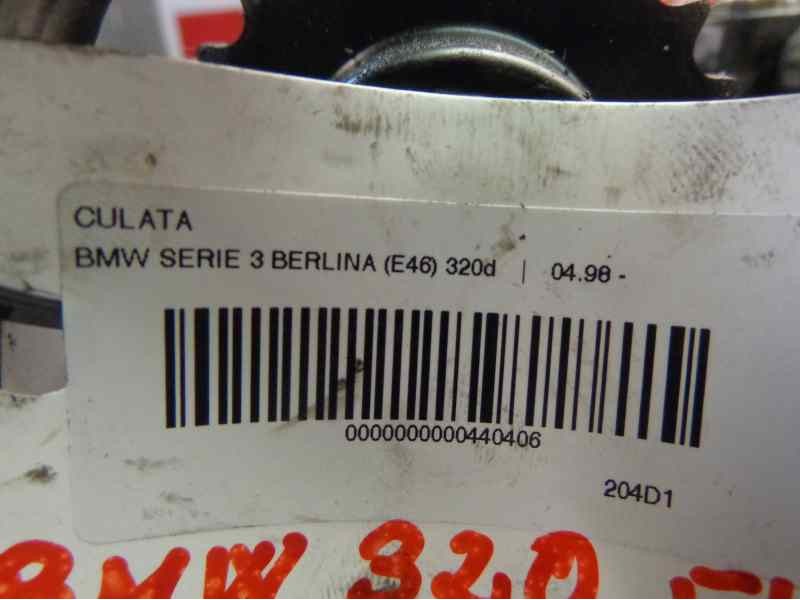 CULATA
BMW SERIE 3 BERLINA (E46) 320d | 04.98 -
0000000000440406
204D1
BMW 320